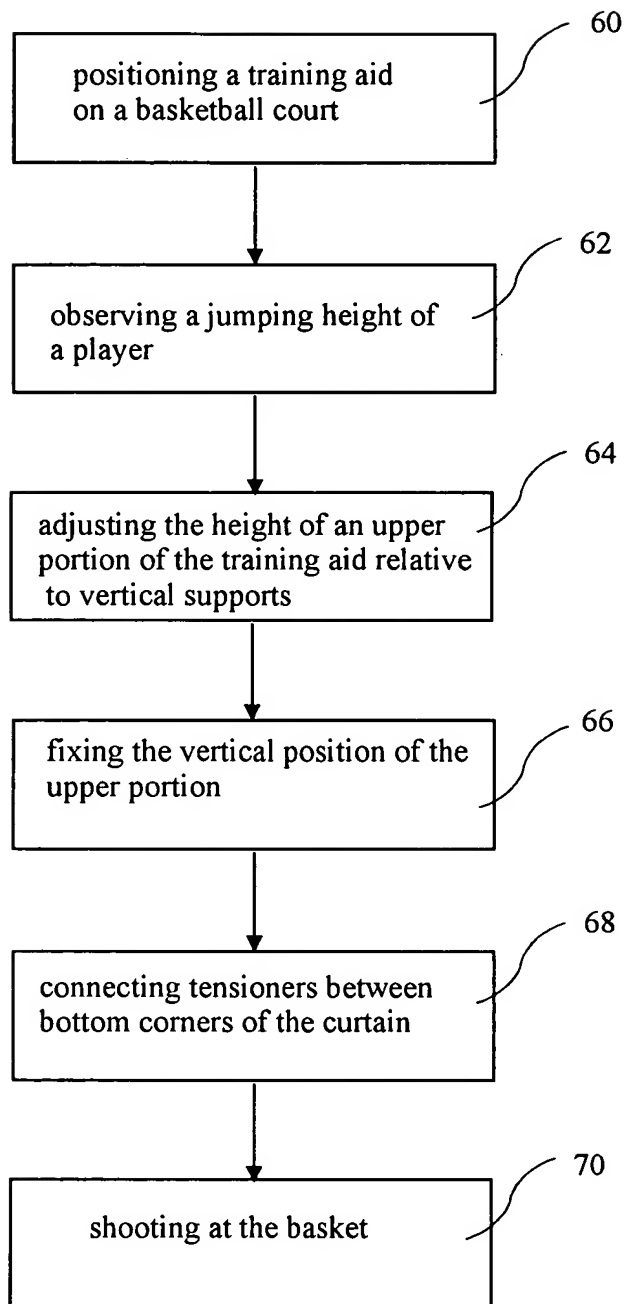 60
positioning a training aid
on a basketball court
62
observing a jumping height of
a player
64
adjusting the height of an upper
portion of the training aid relative
to vertical supports
66
fixing the vertical position of the
upper portion
68
connecting tensioners between
bottom corners of the curtain
70
shooting at the basket